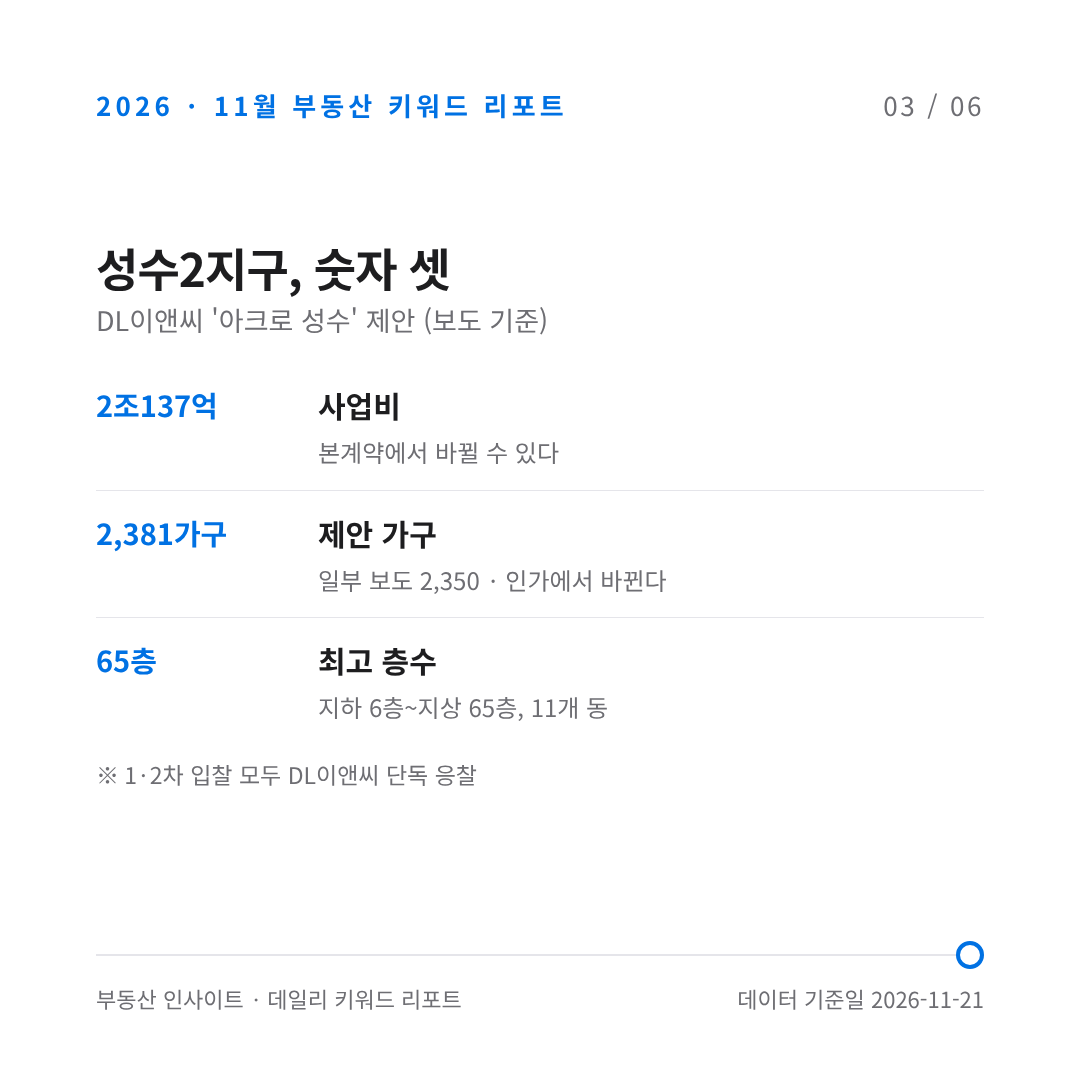 2026 · 11월 부동산 키워드 리포트
03 / 06
성수2지구, 숫자 셋
DL이앤씨 '아크로 성수' 제안 (보도 기준)
2조137억
사업비
본계약에서 바뀔 수 있다
2,381가구
제안 가구
일부 보도 2,350 · 인가에서 바뀐다
65층
최고 층수
지하 6층~지상 65층, 11개 동
※ 1·2차 입찰 모두 DL이앤씨 단독 응찰
부동산 인사이트 · 데일리 키워드 리포트
데이터 기준일 2026-11-21